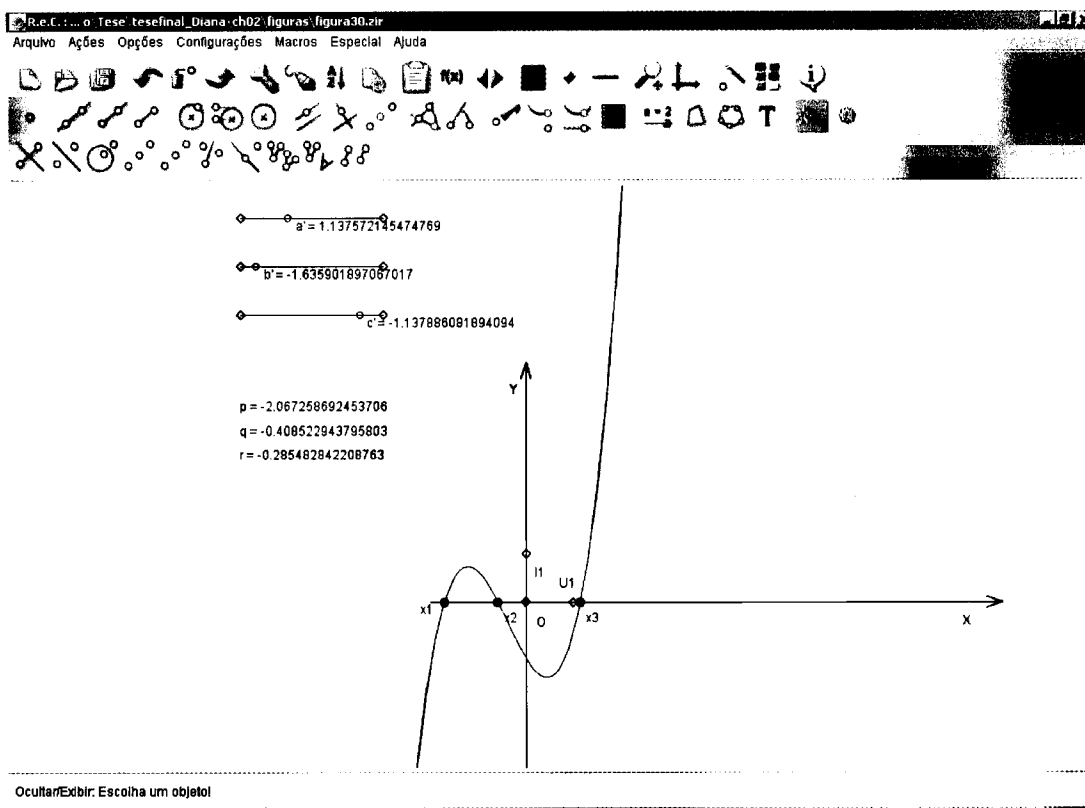 R.e.C. : ... o_Tese\tesefinal_Diana-ch02\figuras\figura30.zir
Arquivo Ações Opções Configurações Macros Especial Ajuda
f(x)
T
a'= 1.137572145474769
b'= -1.635901897067017
c'= -1.137886081894094
Y
p = -2.067258692453706
q = -0.408522943795803
r = -0.285482842208763
I1
U1
x1 x2 O x3 X
Ocultar/Exibir: Escolha um objeto!